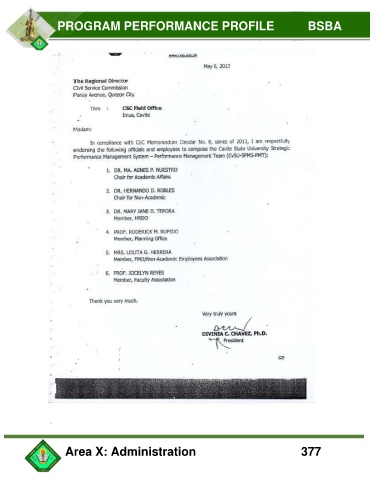 PROGRAM PERFORMANCE PROFILE BSBA
www.cvsu.edu.ph
May 6, 2013
The Regional Director
Civil Service Commission
Panay Avenue, Quezon City
Thru : CSC Field Office
Imus, Cavite
Madam:
In compliance with CSC Memorandum Circular No. 8, series of 2013, I am respectfully
endorsing the following officials and employees to compose the Cavite State University Strategic
Performance Management System – Performance Management Team (CvSU-SPMS-PMT):
1. DR. MA. AGNES P. NUESTRO
Chair for Academic Affairs
2. DR. HERNANDO D. ROBLES
Chair for Non-Academic
3. DR. MARY JANE D. TEPORA
Member, HRDO
4. PROF. RODERICK M. RUPIDO
Member, Planning Office
5. MRS. LOLITA G. HERRERA
Member, FMO/Non-Academic Employees Association
6. PROF. JOCELYN REYES
Member, Faculty Association
Thank you very much.
Very truly yours
DIVINIA C. CHAVEZ, Ph.D.
President
Area X: Administration 377